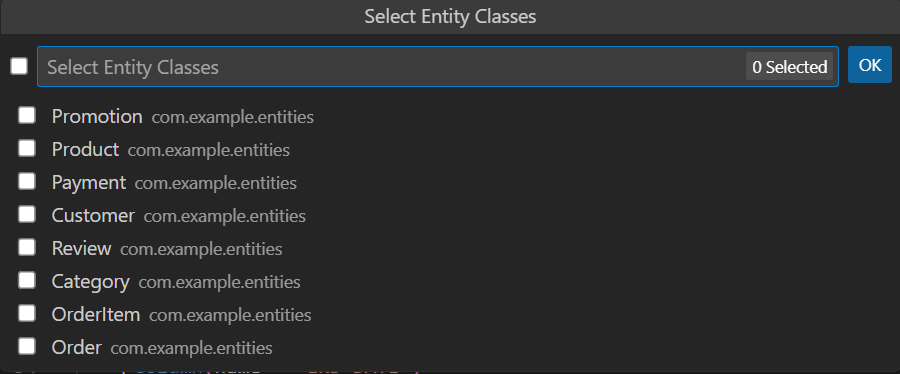 Select Entity Classes
Select Entity Classes 0 Selected OK
Promotion com.example.entities
Product com.example.entities
Payment com.example.entities
Customer com.example.entities
Review com.example.entities
Category com.example.entities
OrderItem com.example.entities
Order com.example.entities